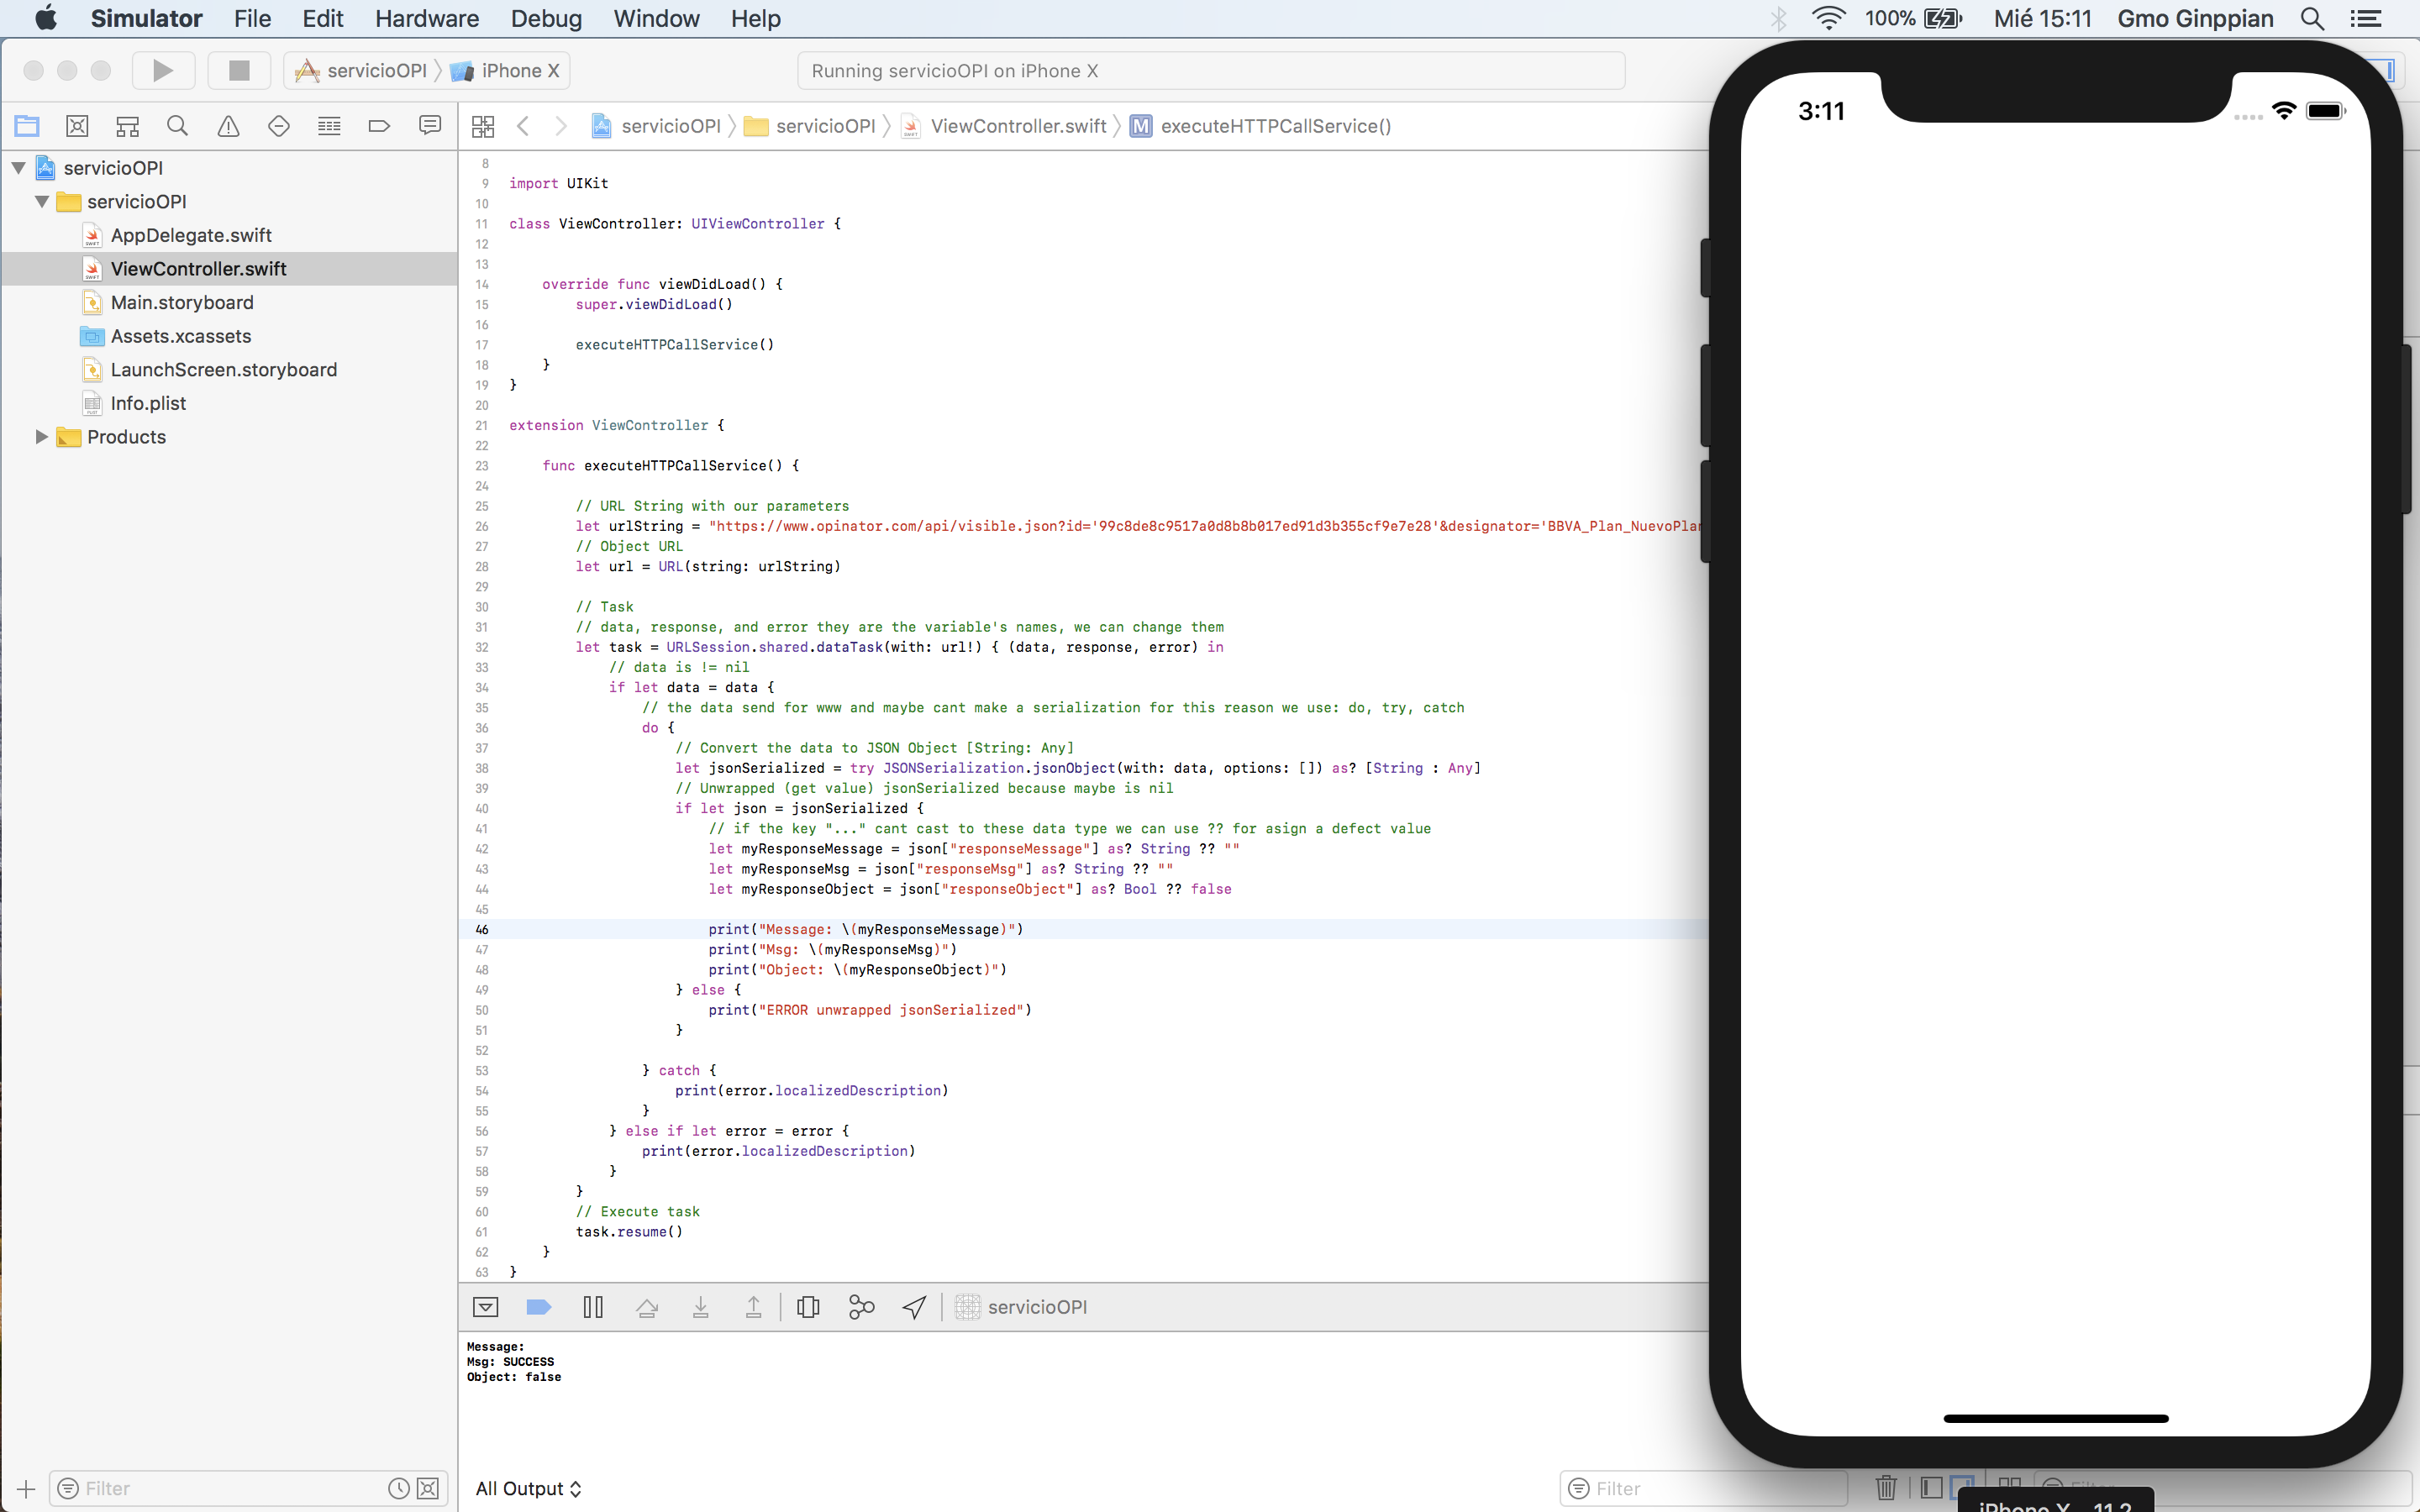 Simulator File Edit Hardware Debug Window Help 100% Mié 15:11 Gmo Ginppian
servicioOPI iPhone X Running servicioOPI on iPhone X
servicioOPI servicioOPI ViewController.swift M executeHTTPCallService()
servicioOPI
servicioOPI
AppDelegate.swift
ViewController.swift
Main.storyboard
Assets.xcassets
LaunchScreen.storyboard
Info.plist
Products
8
9 import UIKit
10
11 class ViewController: UIViewController {
12
13
14 override func viewDidLoad() {
15 super.viewDidLoad()
16
17 executeHTTPCallService()
18 }
19 }
20
21 extension ViewController {
22
23 func executeHTTPCallService() {
24
25 // URL String with our parameters
26 let urlString = "https://www.opinator.com/api/visible.json?id='99c8de8c9517a0d8b8b017ed91d3b355cf9e7e28'&designator='BBVA_Plan_NuevoPlan
27 // Object URL
28 let url = URL(string: urlString)
29
30 // Task
31 // data, response, and error they are the variable's names, we can change them
32 let task = URLSession.shared.dataTask(with: url!) { (data, response, error) in
33 // data is != nil
34 if let data = data {
35 // the data send for www and maybe cant make a serialization for this reason we use: do, try, catch
36 do {
37 // Convert the data to JSON Object [String: Any]
38 let jsonSerialized = try JSONSerialization.jsonObject(with: data, options: []) as? [String : Any]
39 // Unwrapped (get value) jsonSerialized because maybe is nil
40 if let json = jsonSerialized {
41 // if the key "..." cant cast to these data type we can use ?? for asign a defect value
42 let myResponseMessage = json["responseMessage"] as? String ?? ""
43 let myResponseMsg = json["responseMsg"] as? String ?? ""
44 let myResponseObject = json["responseObject"] as? Bool ?? false
45
46 print("Message: \(myResponseMessage)")
47 print("Msg: \(myResponseMsg)")
48 print("Object: \(myResponseObject)")
49 } else {
50 print("ERROR unwrapped jsonSerialized")
51 }
52
53 } catch {
54 print(error.localizedDescription)
55 }
56 } else if let error = error {
57 print(error.localizedDescription)
58 }
59 }
60 // Execute task
61 task.resume()
62 }
63 }
servicioOPI
Message:
Msg: SUCCESS
Object: false
Filter All Output Filter Filter
3:11
iPhone X - 11.2